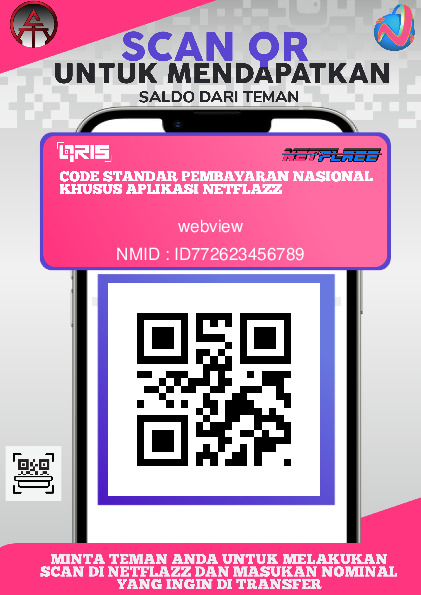 SCAN QR
UNTUK MENDAPATKAN
SALDO DARI TEMAN
QRIS NETFLAZZ
CODE STANDAR PEMBAYARAN NASIONAL
KHUSUS APLIKASI NETFLAZZ
webview
NMID : ID772623456789
MINTA TEMAN ANDA UNTUK MELAKUKAN
SCAN DI NETFLAZZ DAN MASUKAN NOMINAL
YANG INGIN DI TRANSFER